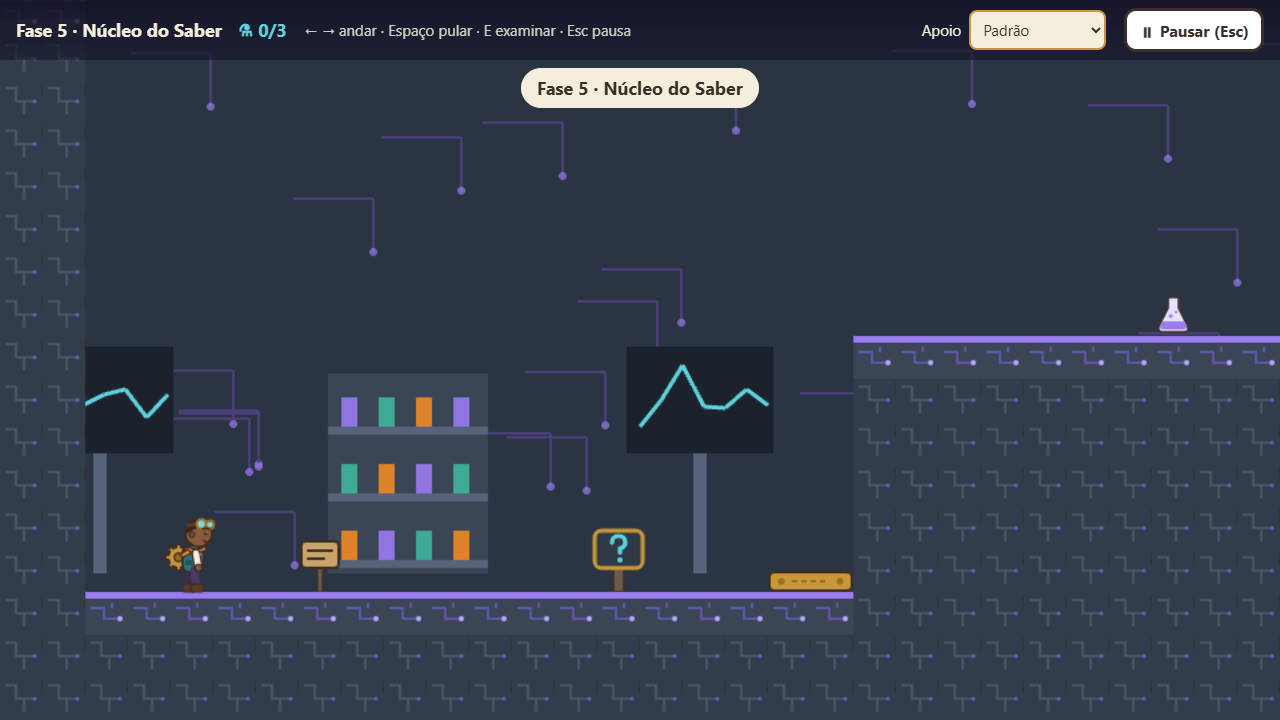 Fase 5 · Núcleo do Saber
0/3
← → andar · Espaço pular · E examinar · Esc pausa
Apoio
Padrão
Pausar (Esc)
Fase 5 · Núcleo do Saber
?